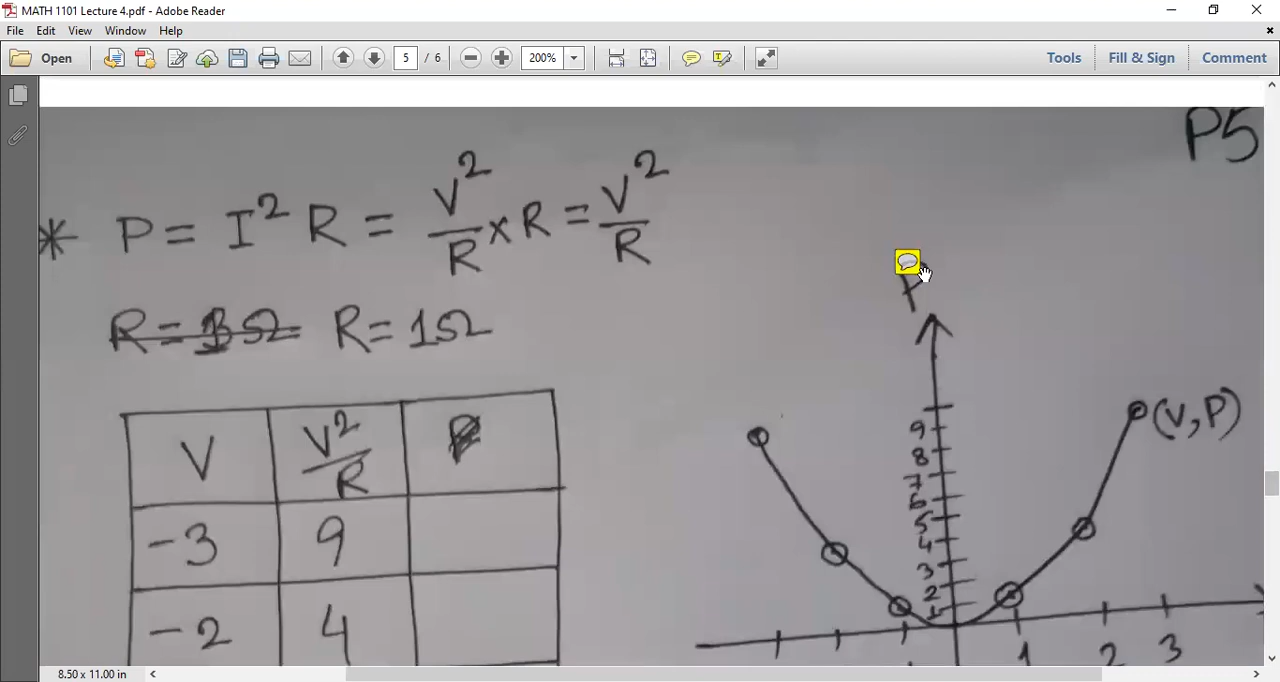 MATH 1101 Lecture 4.pdf - Adobe Reader
File Edit View Window Help
Open 5 / 6 200% Tools Fill & Sign Comment
P5
* P = I² R = V²/R × R = V²/R
R = 1Ω
P
V V²/R
-3 9
-2 4
(V, P)
9
8
7
6
5
4
3
2
1
1 2 3
8.50 x 11.00 in